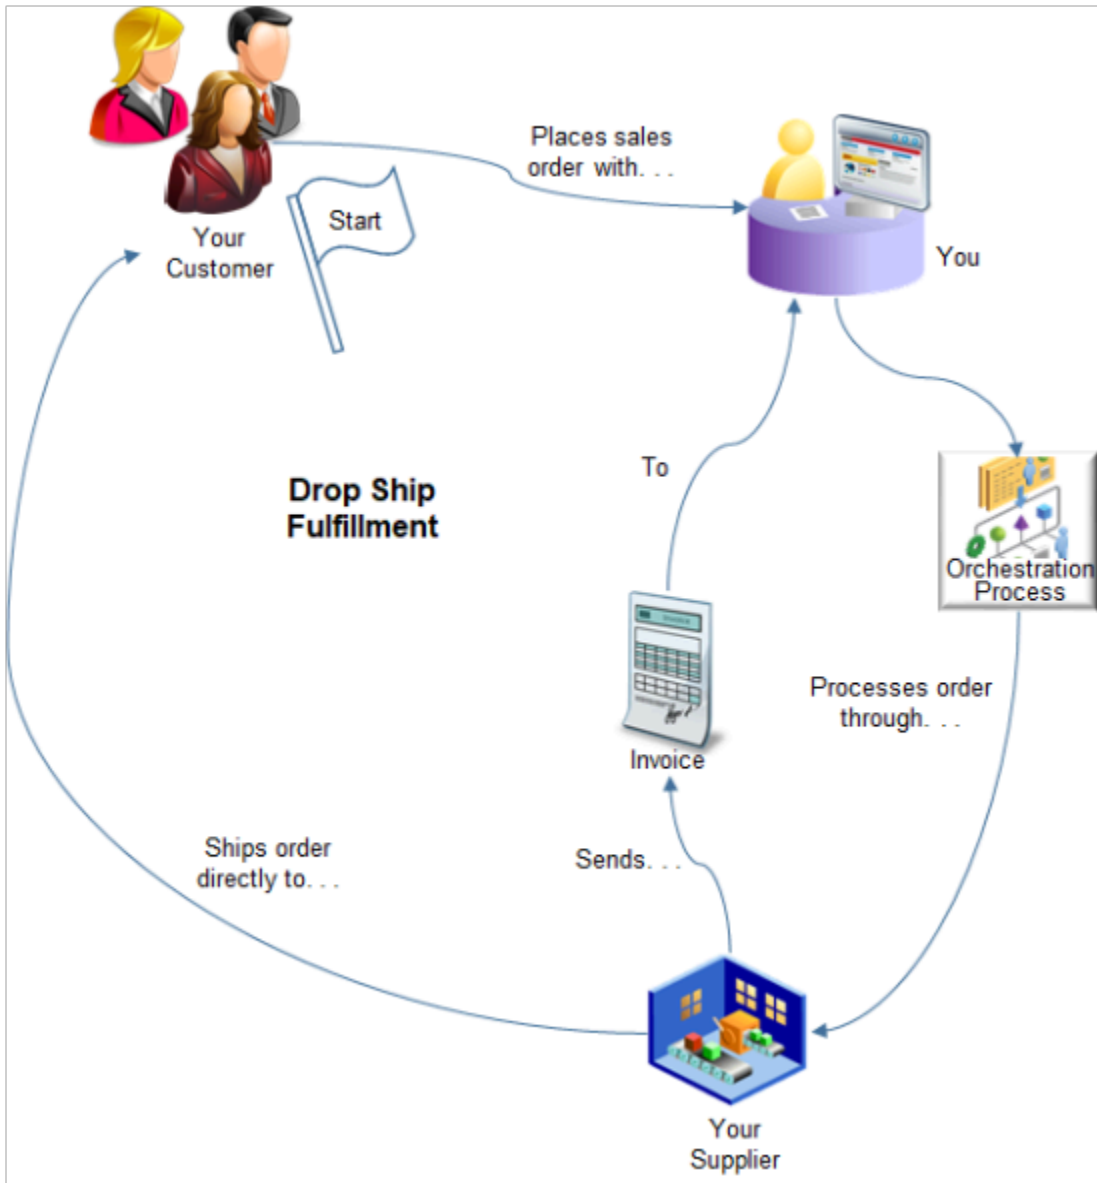 Places sales
order with. . .
Start
Your
Customer
You
To
Drop Ship
Fulfillment
Orchestration
Process
Processes order
through. . .
INVOICE
Invoice
Ships order
directly to. . .
Sends. . .
Your
Supplier